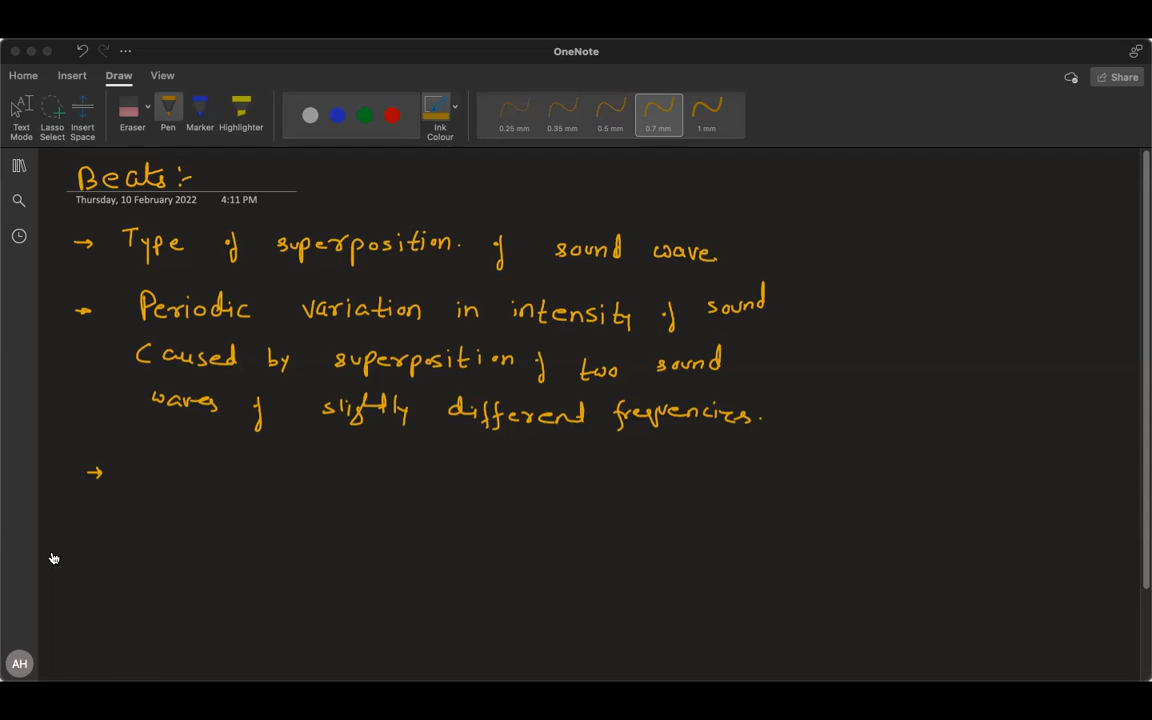 OneNote
Home Insert Draw View
Share
Text Mode
Lasso Select
Insert Space
Eraser
Pen
Marker
Highlighter
Ink Colour
0.25 mm
0.35 mm
0.5 mm
0.7 mm
1 mm
Beats :-
Thursday, 10 February 2022 4:11 PM
→ Type of superposition. of sound wave
→ Periodic variation in intensity of sound
Caused by superposition of two sound
waves of slightly different frequencies.
→
AH